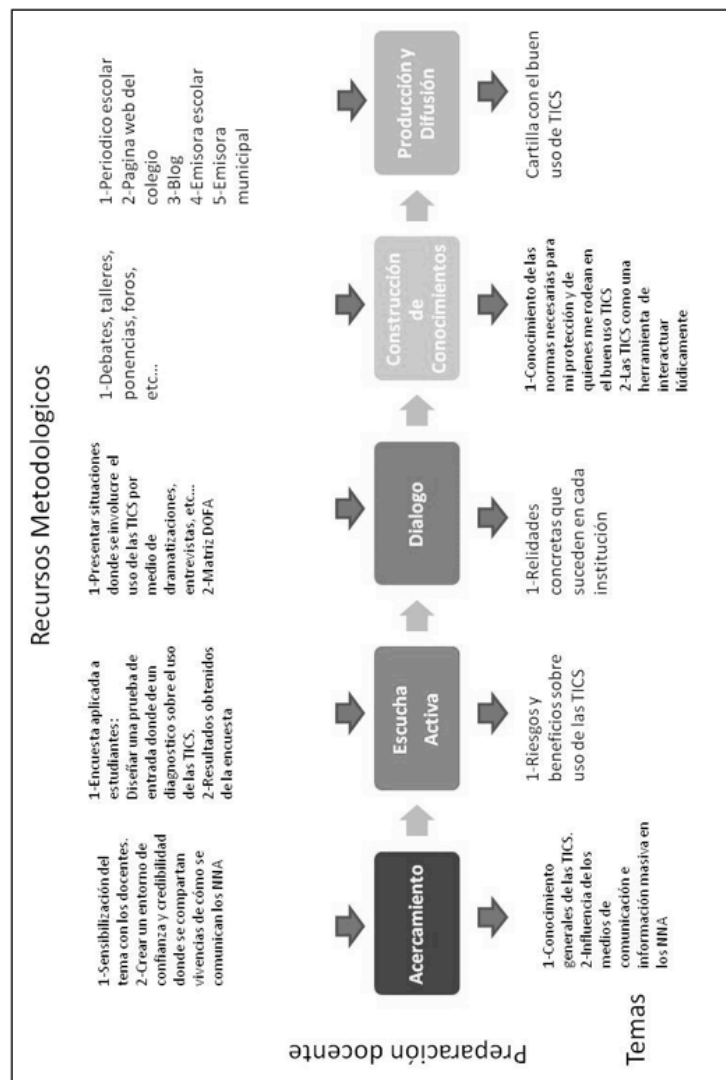 Recursos Metodologicos
1-Sensibilización del
tema con los docentes.
2-Crear un entorno de
confianza y credibilidad
donde se compartan
vivencias de cómo se
comunican los NNA
1-Encuesta aplicada a
estudiantes:
Diseñar una prueba de
entrada donde de un
diagnostico sobre el uso
de las TICS.
2-Resultados obtenidos
de la encuesta
1-Presentar situaciones
donde se involucre el
uso de las TICS por
medio de
dramatizaciones,
entrevistas, etc...
2-Matriz DOFA
1-Debates, talleres,
ponencias, foros,
etc...
1-Periodico escolar
2-Pagina web del
colegio
3-Blog
4-Emisora escolar
5-Emisora
municipal
Preparación docente
Acercamiento
Escucha
Activa
Dialogo
Construcción
de
Conocimientos
Producción y
Difusión
Temas
1-Conocimiento
generales de las TICS.
2-Influencia de los
medios de
comunicación e
información masiva en
los NNA
1-Riesgos y
beneficios sobre
uso de las TICS
1-Relidades
concretas que
suceden en cada
institución
1-Conocimiento de las
normas necesarias para
mi protección y de
quienes me rodean en
el buen uso TICS
2-Las TICS como una
herramienta de
interactuar
lúdicamente
Cartilla con el buen
uso de TICS